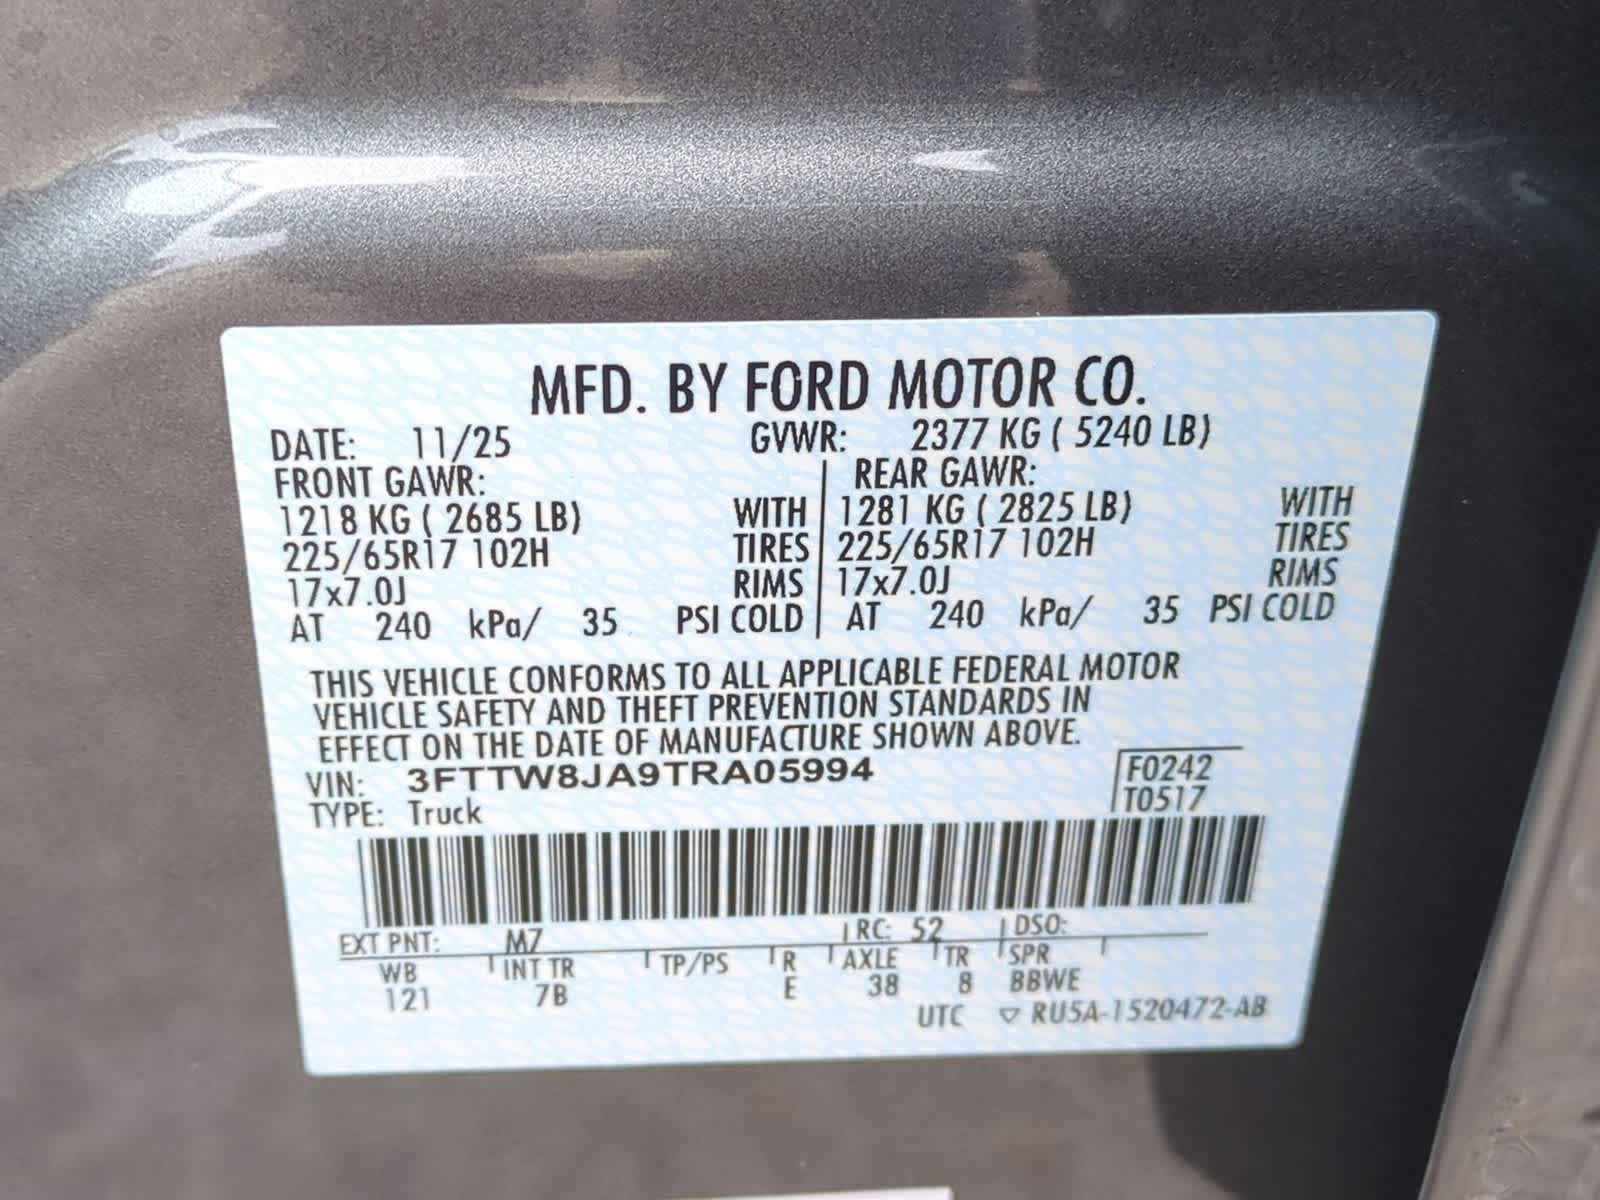 MFD. BY FORD MOTOR CO.
DATE: 11/25 GVWR: 2377 KG ( 5240 LB)
FRONT GAWR: REAR GAWR:
1218 KG ( 2685 LB) WITH 1281 KG ( 2825 LB) WITH
225/65R17 102H TIRES 225/65R17 102H TIRES
17x7.0J RIMS 17x7.0J RIMS
AT 240 kPa/ 35 PSI COLD AT 240 kPa/ 35 PSI COLD
THIS VEHICLE CONFORMS TO ALL APPLICABLE FEDERAL MOTOR
VEHICLE SAFETY AND THEFT PREVENTION STANDARDS IN
EFFECT ON THE DATE OF MANUFACTURE SHOWN ABOVE.
VIN: 3FTTW8JA9TRA05994 F0242
TYPE: Truck T0517
EXT PNT: M7 RC: 52 DSO:
WB INT TR TP/PS R AXLE TR SPR
121 7B E 38 8 BBWE
UTC ▽ RU5A-1520472-AB